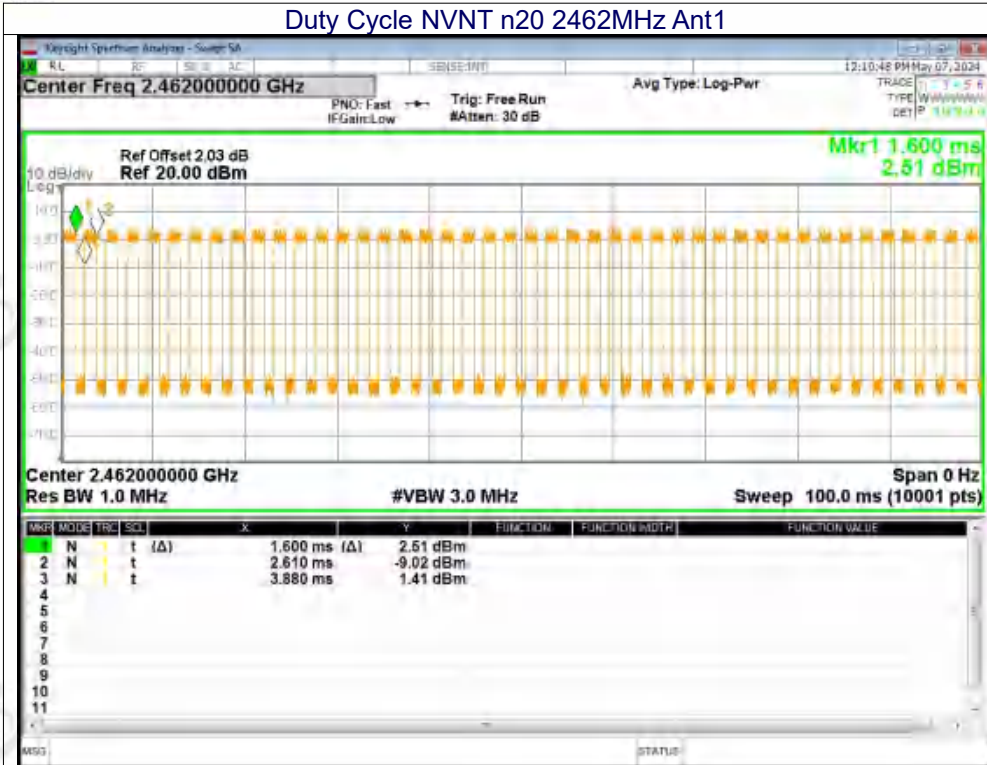 Duty Cycle NVNT n20 2462MHz Ant1
Keysight Spectrum Analyzer - Swept SA
RL RF AC SENSE:INT 12:10:48 PM May 07, 2024
Center Freq 2.462000000 GHz Avg Type: Log-Pwr TRACE
PNO: Fast Trig: Free Run TYPE
IFGain:Low #Atten: 30 dB DET
Mkr1 1.600 ms
Ref Offset 2.03 dB
10 dB/div Ref 20.00 dBm 2.51 dBm
Log
Center 2.462000000 GHz Span 0 Hz
Res BW 1.0 MHz #VBW 3.0 MHz Sweep 100.0 ms (10001 pts)
MKR MODE TRC SCL X Y FUNCTION FUNCTION WIDTH FUNCTION VALUE
1 N 1 t (Δ) 1.600 ms (Δ) 2.51 dBm
2 N 1 t 2.610 ms -9.02 dBm
3 N 1 t 3.880 ms 1.41 dBm
4
5
6
7
8
9
10
11
MSG STATUS